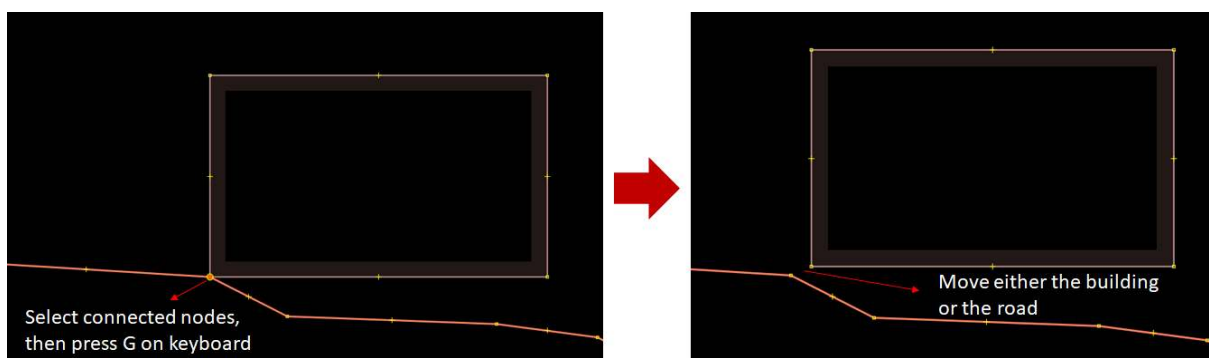 Select connected nodes,
then press G on keyboard
Move either the building
or the road